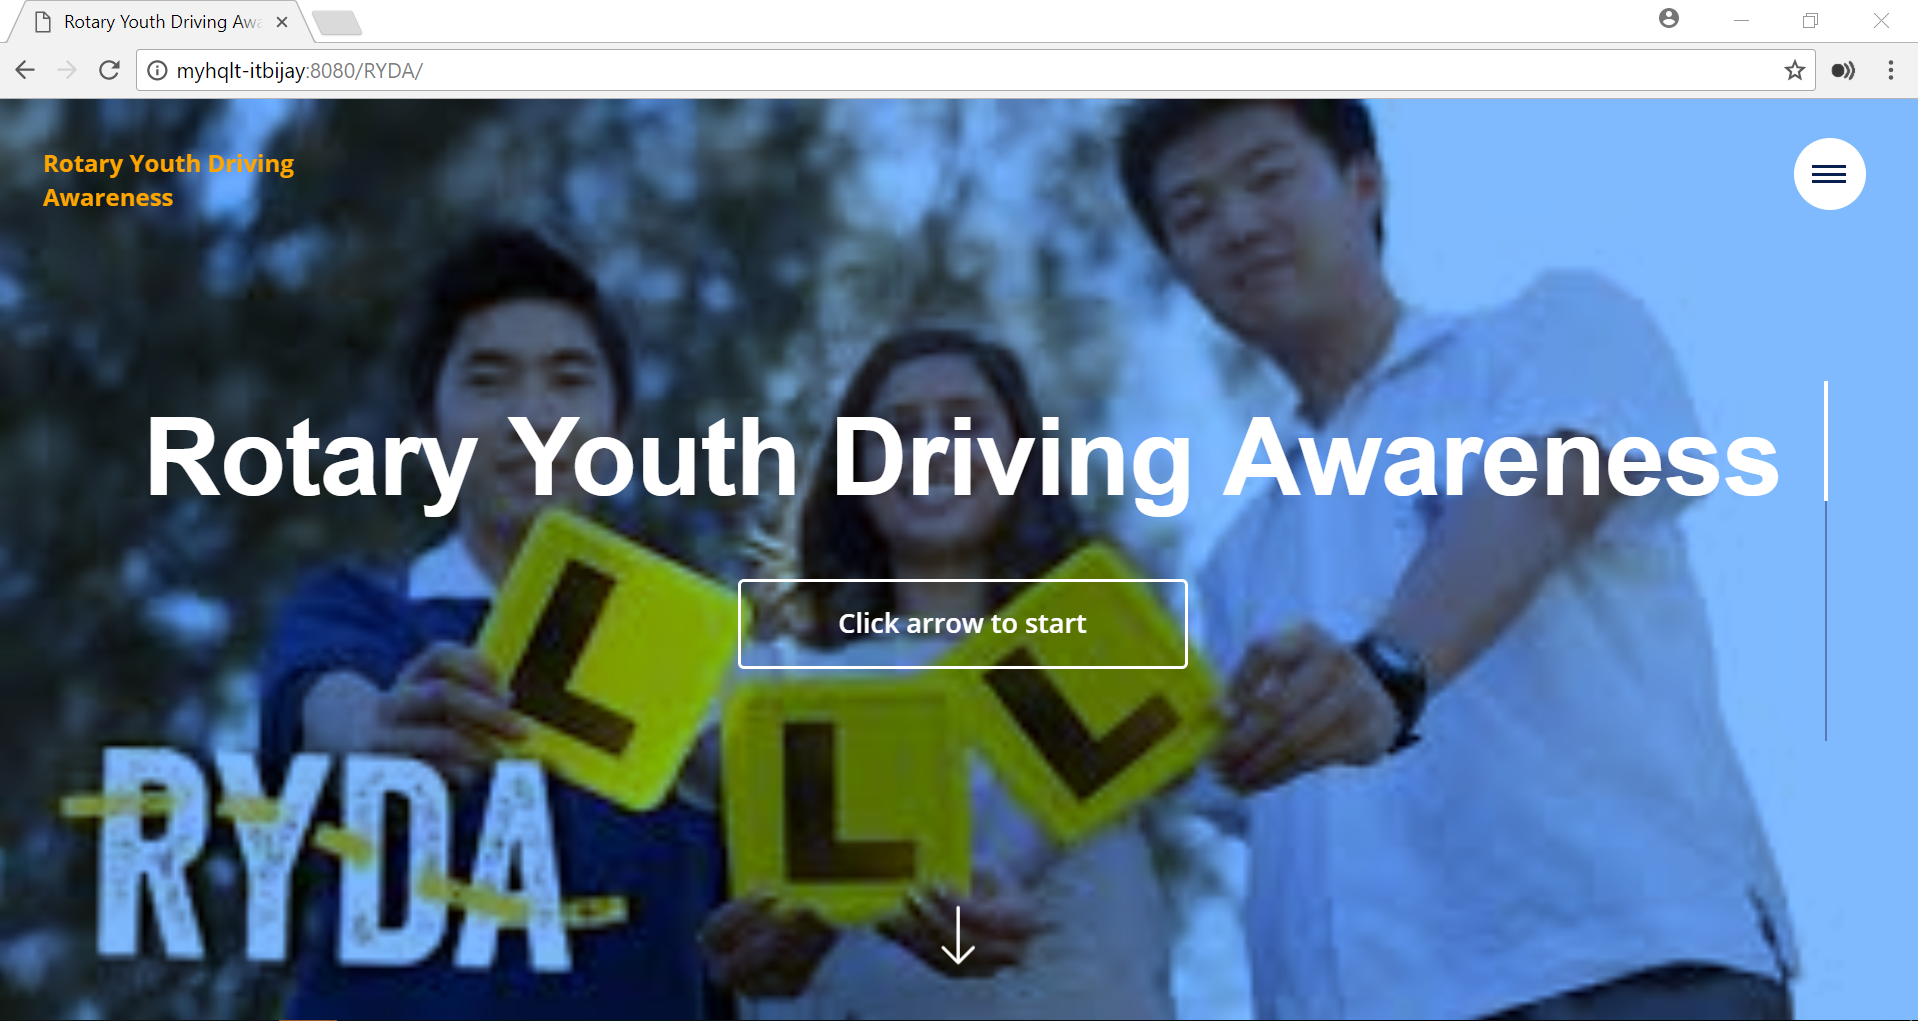 Rotary Youth Driving Awa
myhqlt-itbijay:8080/RYDA/
Rotary Youth Driving
Awareness
Rotary Youth Driving Awareness
Click arrow to start
L
L
L
RYDA